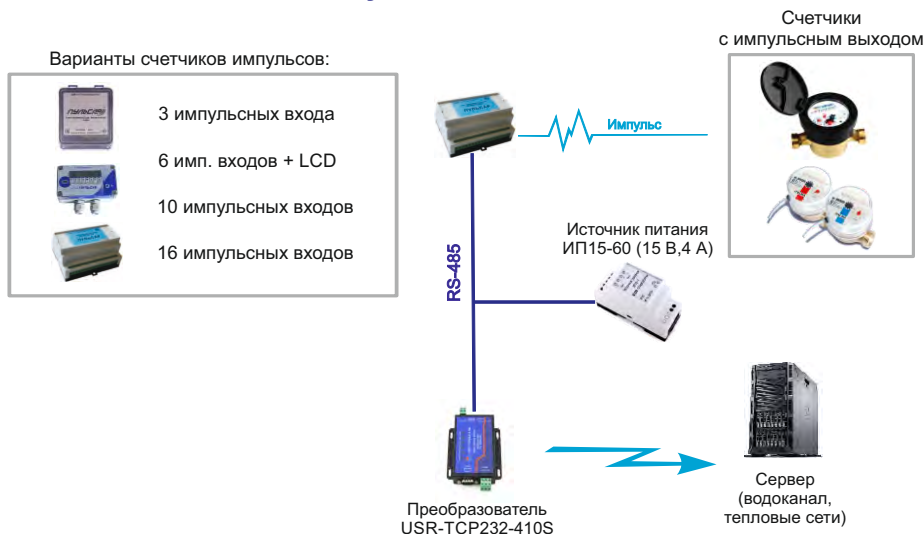 Счетчики
с импульсным выходом
Варианты счетчиков импульсов:
3 импульсных входа
6 имп. входов + LCD
10 импульсных входов
16 импульсных входов
Импульс
Источник питания
ИП15-60 (15 В,4 А)
RS-485
Преобразователь
USR-TCP232-410S
Сервер
(водоканал,
тепловые сети)